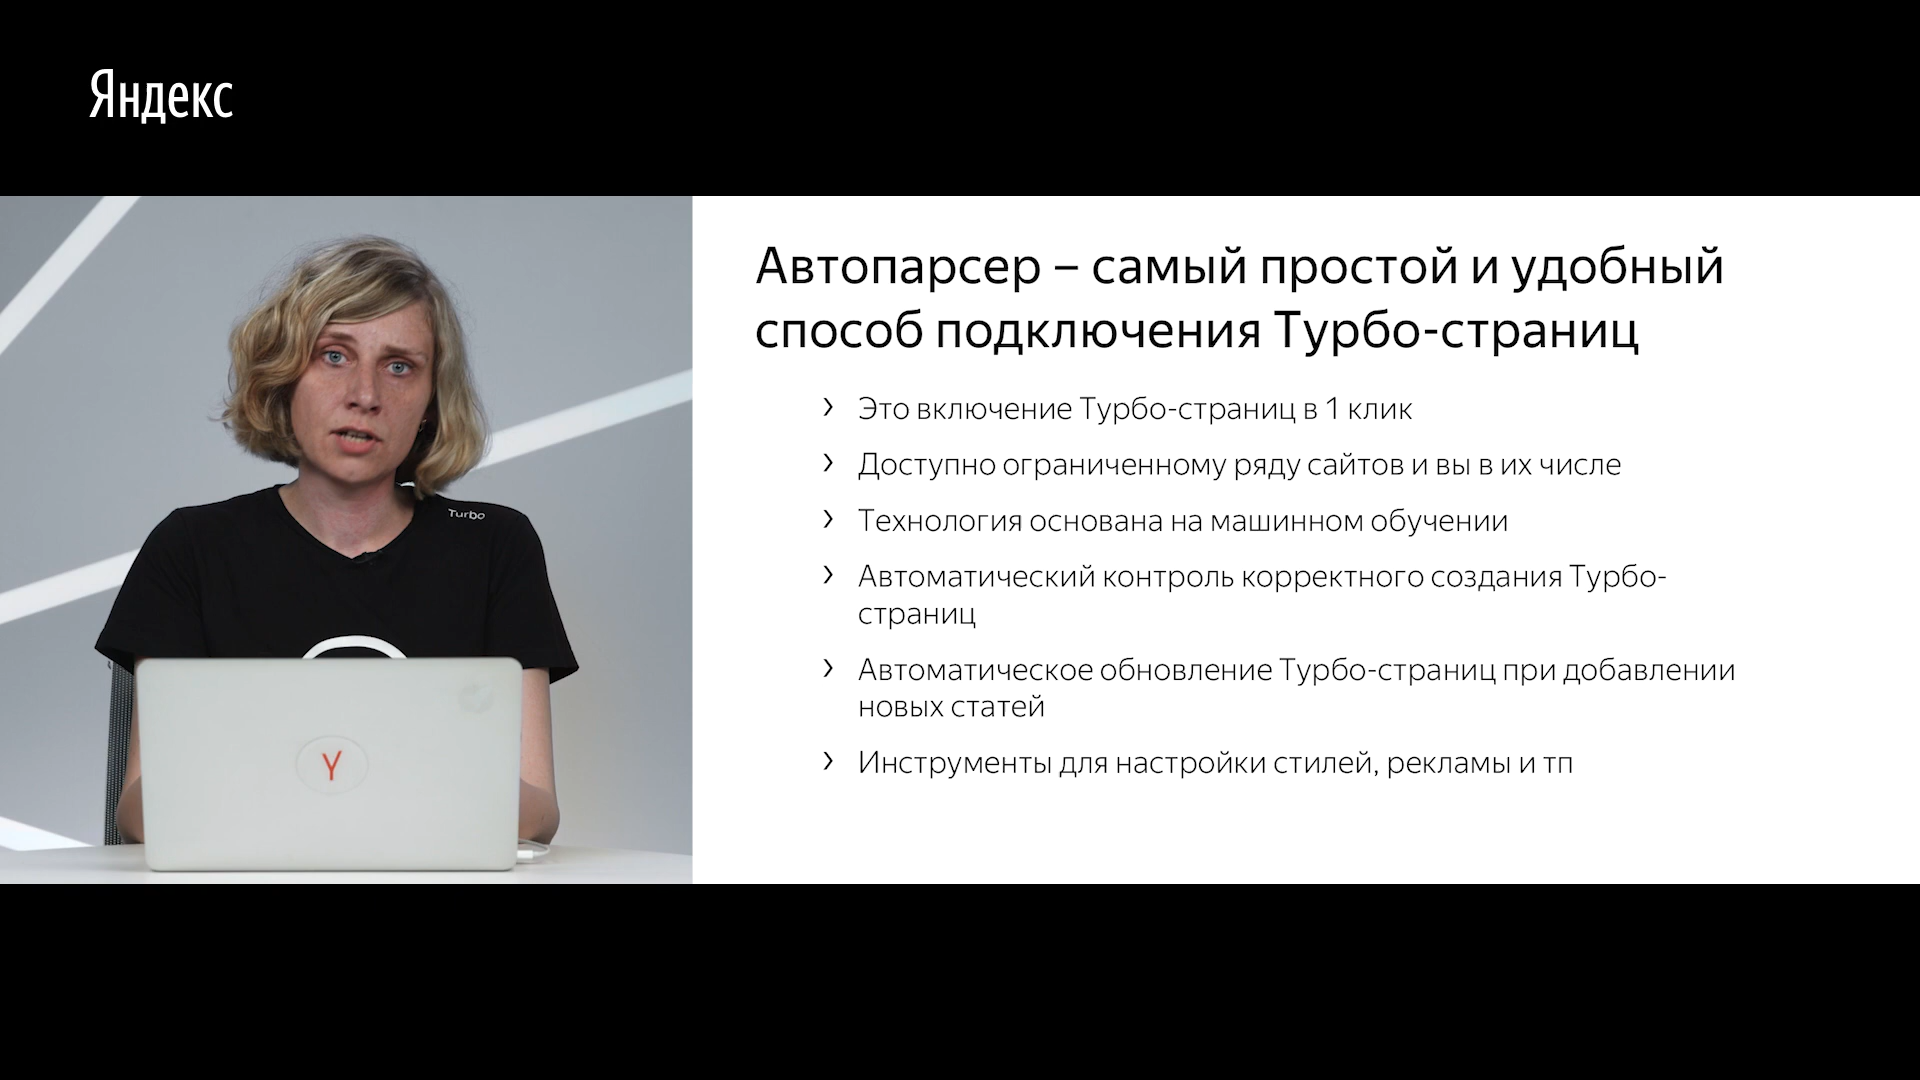 Яндекс
Автопарсер – самый простой и удобный
способ подключения Турбо-страниц
› Это включение Турбо-страниц в 1 клик
› Доступно ограниченному ряду сайтов и вы в их числе
› Технология основана на машинном обучении
› Автоматический контроль корректного создания Турбо-
страниц
› Автоматическое обновление Турбо-страниц при добавлении
новых статей
› Инструменты для настройки стилей, рекламы и тп
Turbo
Y